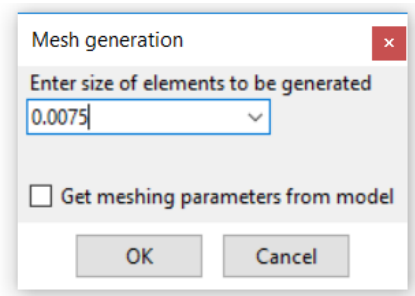 Mesh generation
Enter size of elements to be generated
0.0075
Get meshing parameters from model
OK Cancel